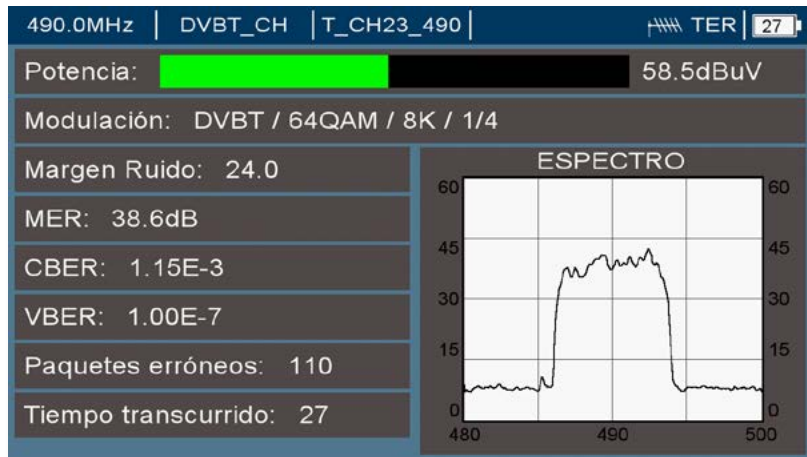 490.0MHz | DVBT_CH | T_CH23_490 | TER | 27
Potencia: 58.5dBuV
Modulación: DVBT / 64QAM / 8K / 1/4
Margen Ruido: 24.0
MER: 38.6dB
CBER: 1.15E-3
VBER: 1.00E-7
Paquetes erróneos: 110
Tiempo transcurrido: 27
ESPECTRO
60 60
45 45
30 30
15 15
0 0
480 490 500